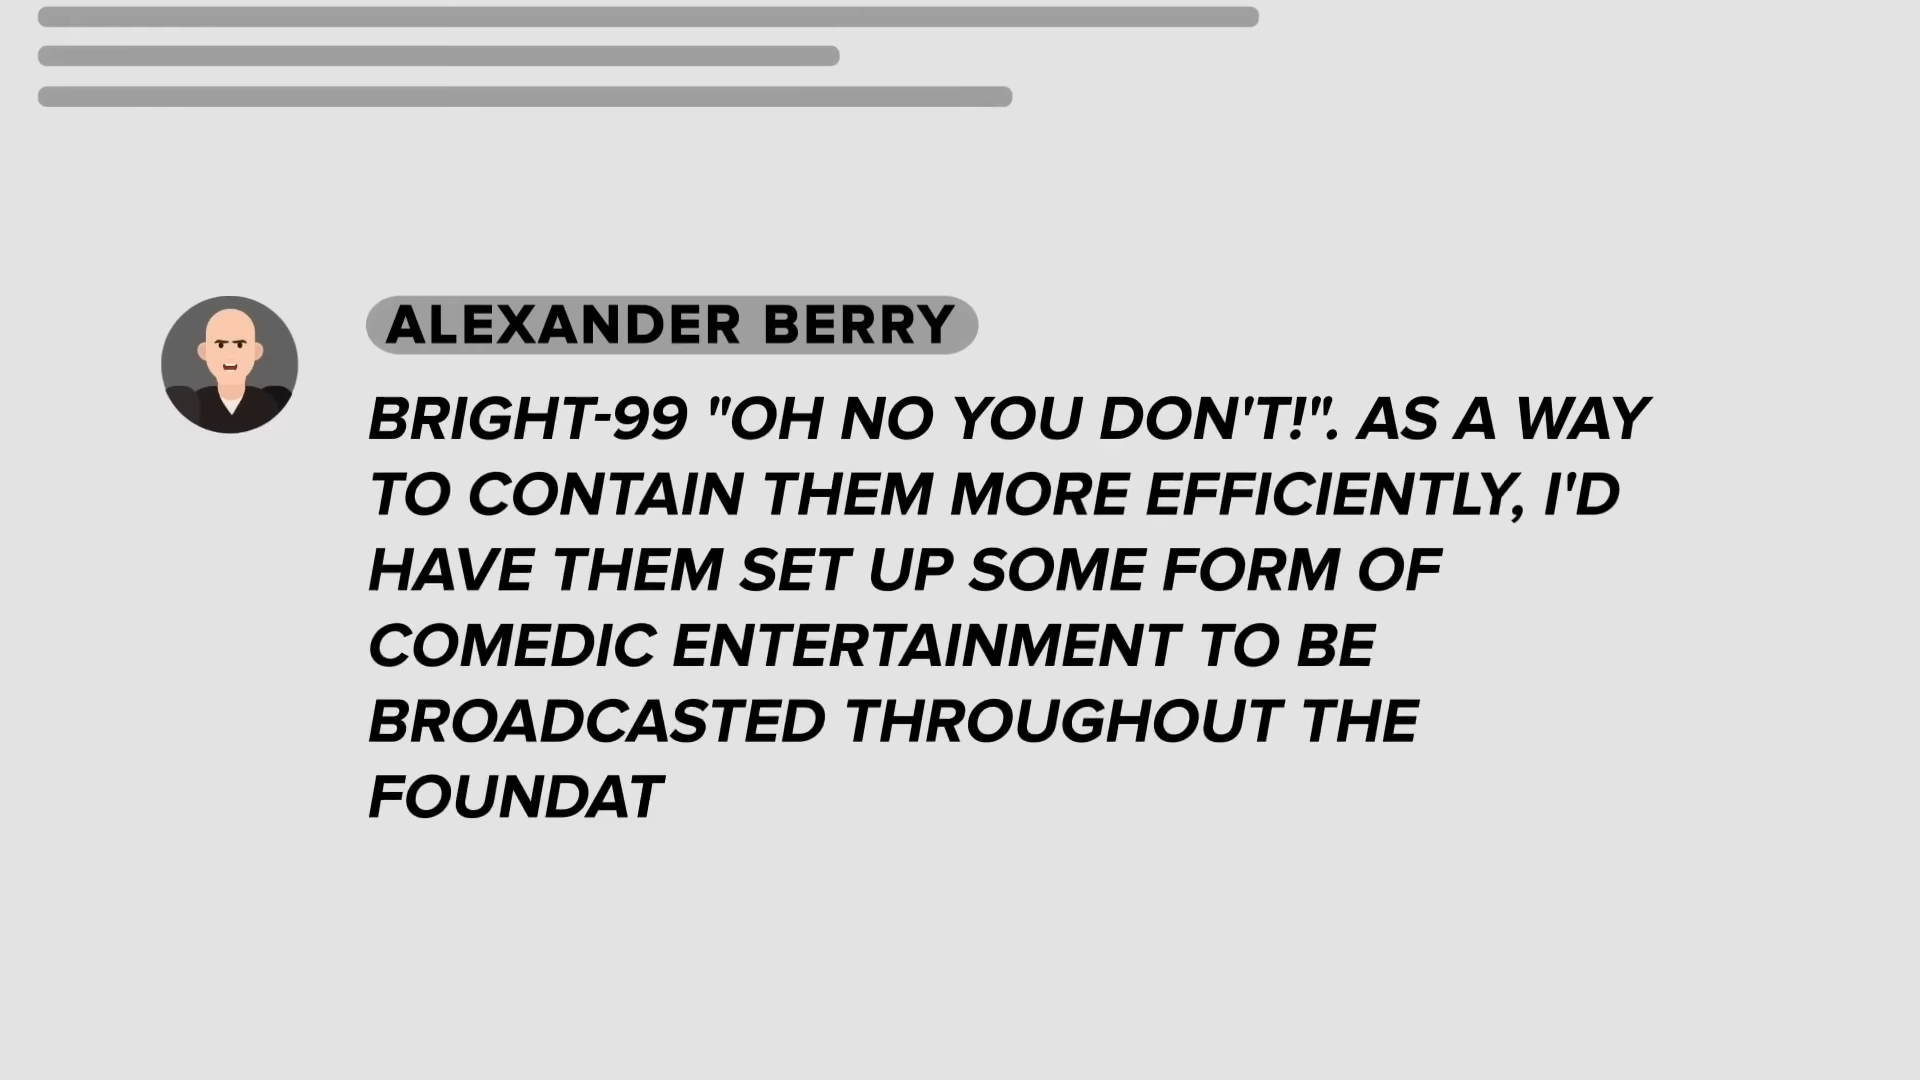 ALEXANDER BERRY
BRIGHT-99 "OH NO YOU DON'T!". AS A WAY
TO CONTAIN THEM MORE EFFICIENTLY, I'D
HAVE THEM SET UP SOME FORM OF
COMEDIC ENTERTAINMENT TO BE
BROADCASTED THROUGHOUT THE
FOUNDAT